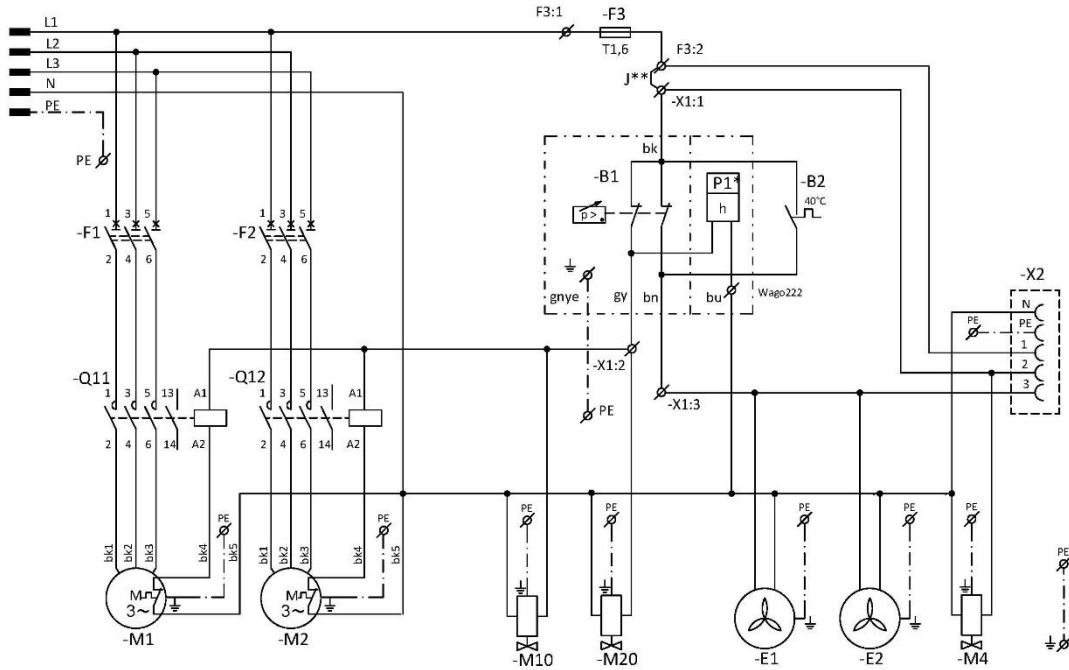 L1
L2
L3
N
PE
PE
F3:1
-F3
T1,6
F3:2
J**
-X1:1
bk
-B1
p >
P1*
h
-B2
40°C
gnye
gy
bn
bu
Wago222
PE
-X1:2
-X1:3
-X2
N
PE
PE
1
2
3
1 3 5
-F1
2 4 6
1 3 5
-F2
2 4 6
-Q11
1 3 5 13 A1
2 4 6 14 A2
-Q12
1 3 5 13 A1
2 4 6 14 A2
bk1 bk2 bk3 bk4 PE bk5
M
3~
-M1
bk1 bk2 bk3 bk4 PE bk5
M
3~
-M2
PE
-M10
PE
-M20
PE
-E1
PE
-E2
PE
-M4
PE